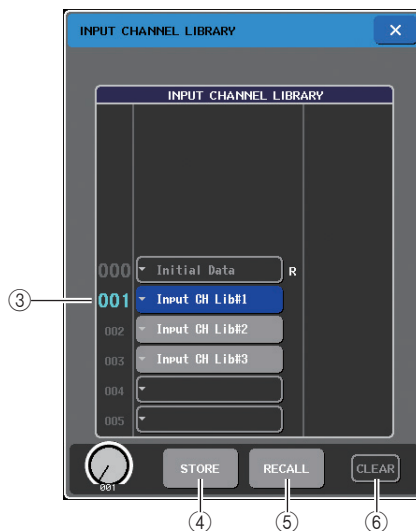 INPUT CHANNEL LIBRARY ×
INPUT CHANNEL LIBRARY
000 Initial Data R
③ 001 Input CH Lib#1
002 Input CH Lib#2
003 Input CH Lib#3
004
005
001 STORE RECALL CLEAR
④ ⑤ ⑥